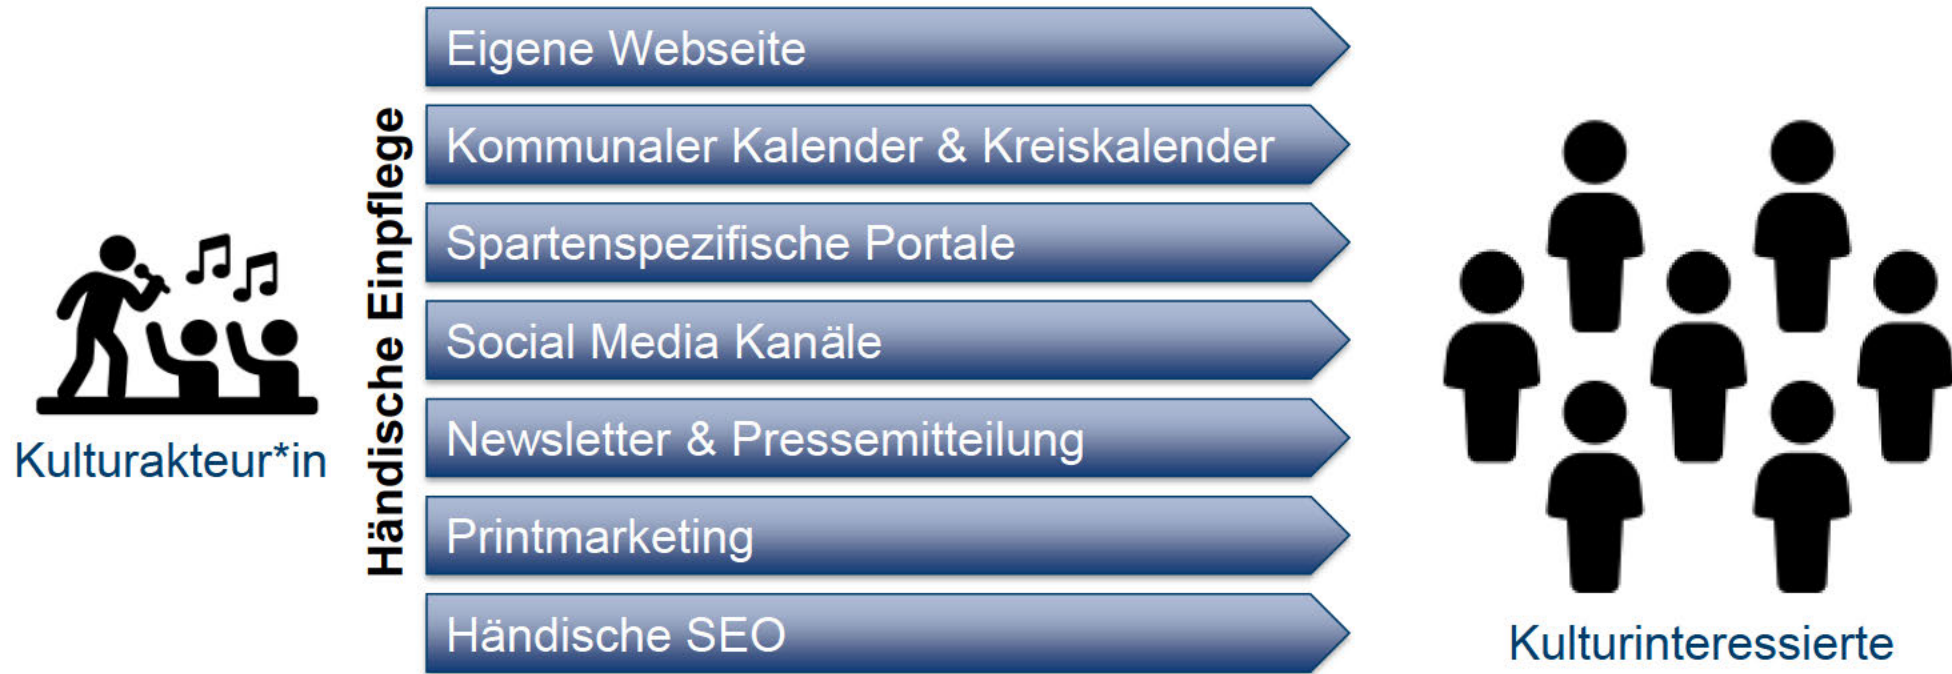 Kulturakteur*in
Händische Einpflege
Eigene Webseite
Kommunaler Kalender & Kreiskalender
Spartenspezifische Portale
Social Media Kanäle
Newsletter & Pressemitteilung
Printmarketing
Händische SEO
Kulturinteressierte